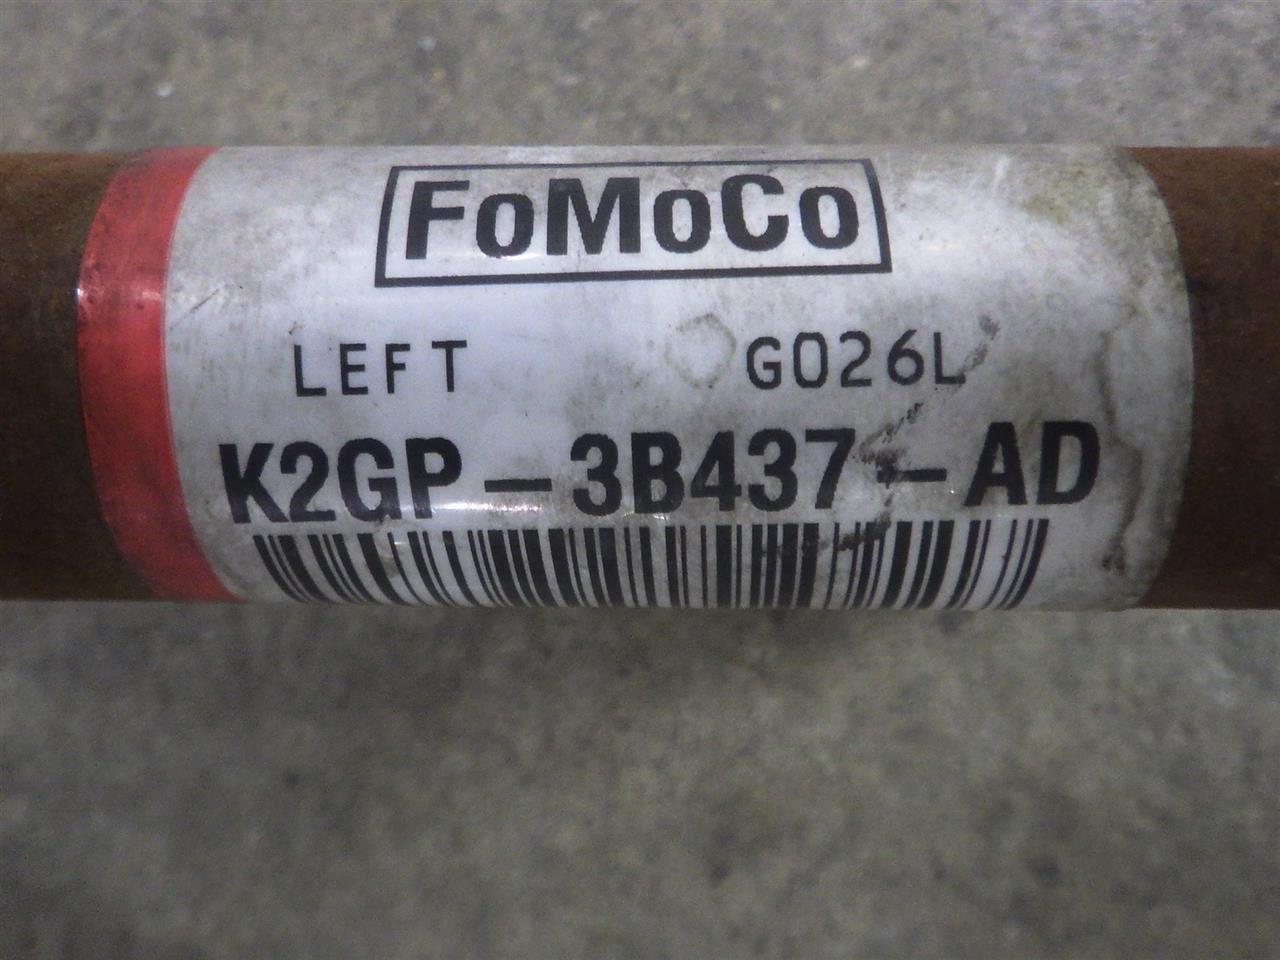 FoMoCo
LEFT G026L
K2GP-3B437-AD